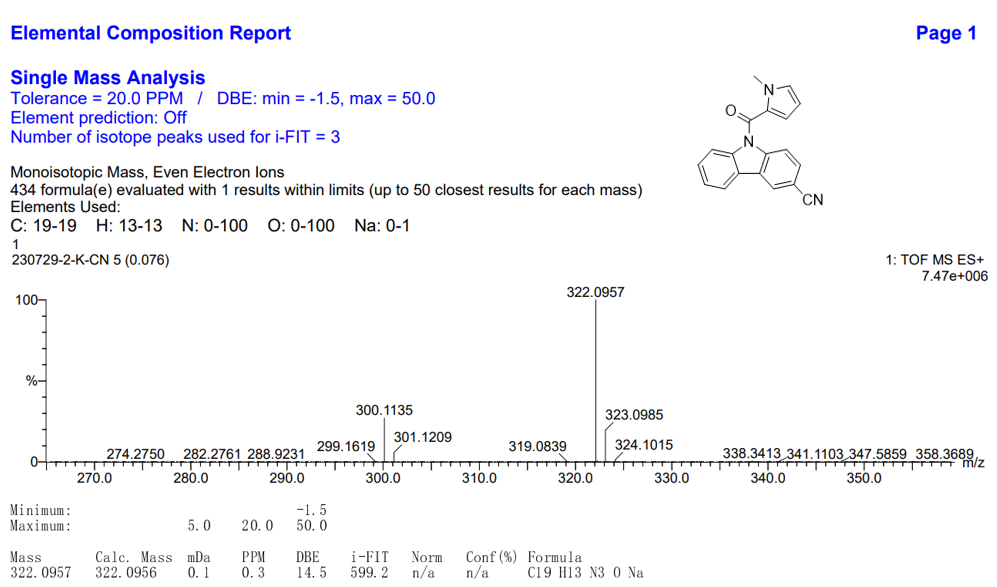 Elemental Composition Report Page 1
Single Mass Analysis
Tolerance = 20.0 PPM / DBE: min = -1.5, max = 50.0
Element prediction: Off
Number of isotope peaks used for i-FIT = 3
N
O
N
CN
Monoisotopic Mass, Even Electron Ions
434 formula(e) evaluated with 1 results within limits (up to 50 closest results for each mass)
Elements Used:
C: 19-19 H: 13-13 N: 0-100 O: 0-100 Na: 0-1
1
230729-2-K-CN 5 (0.076) 1: TOF MS ES+
7.47e+006
100
%
0
322.0957
300.1135
323.0985
301.1209
299.1619
319.0839
324.1015
274.2750 282.2761 288.9231
338.3413 341.1103 347.5859 358.3689
m/z
270.0 280.0 290.0 300.0 310.0 320.0 330.0 340.0 350.0
Minimum: -1.5
Maximum: 5.0 20.0 50.0
Mass Calc. Mass mDa PPM DBE i-FIT Norm Conf(%) Formula
322.0957 322.0956 0.1 0.3 14.5 599.2 n/a n/a C19 H13 N3 O Na